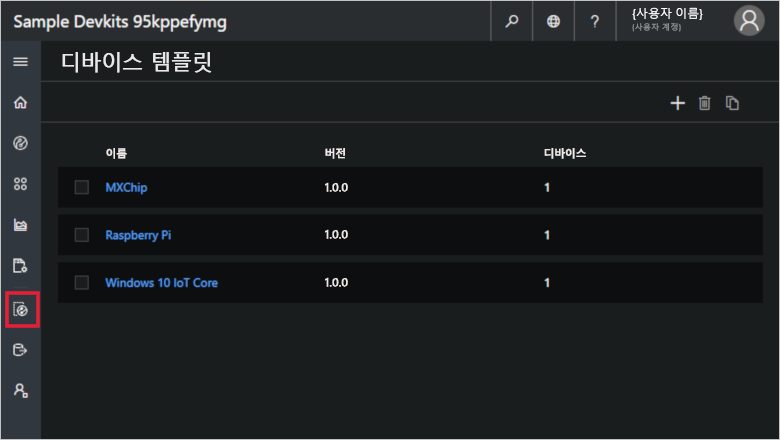 Sample Devkits 95kppefymg
?
{사용자 이름}
{사용자 계정}
디바이스 템플릿
이름 버전 디바이스
MXChip 1.0.0 1
Raspberry Pi 1.0.0 1
Windows 10 IoT Core 1.0.0 1